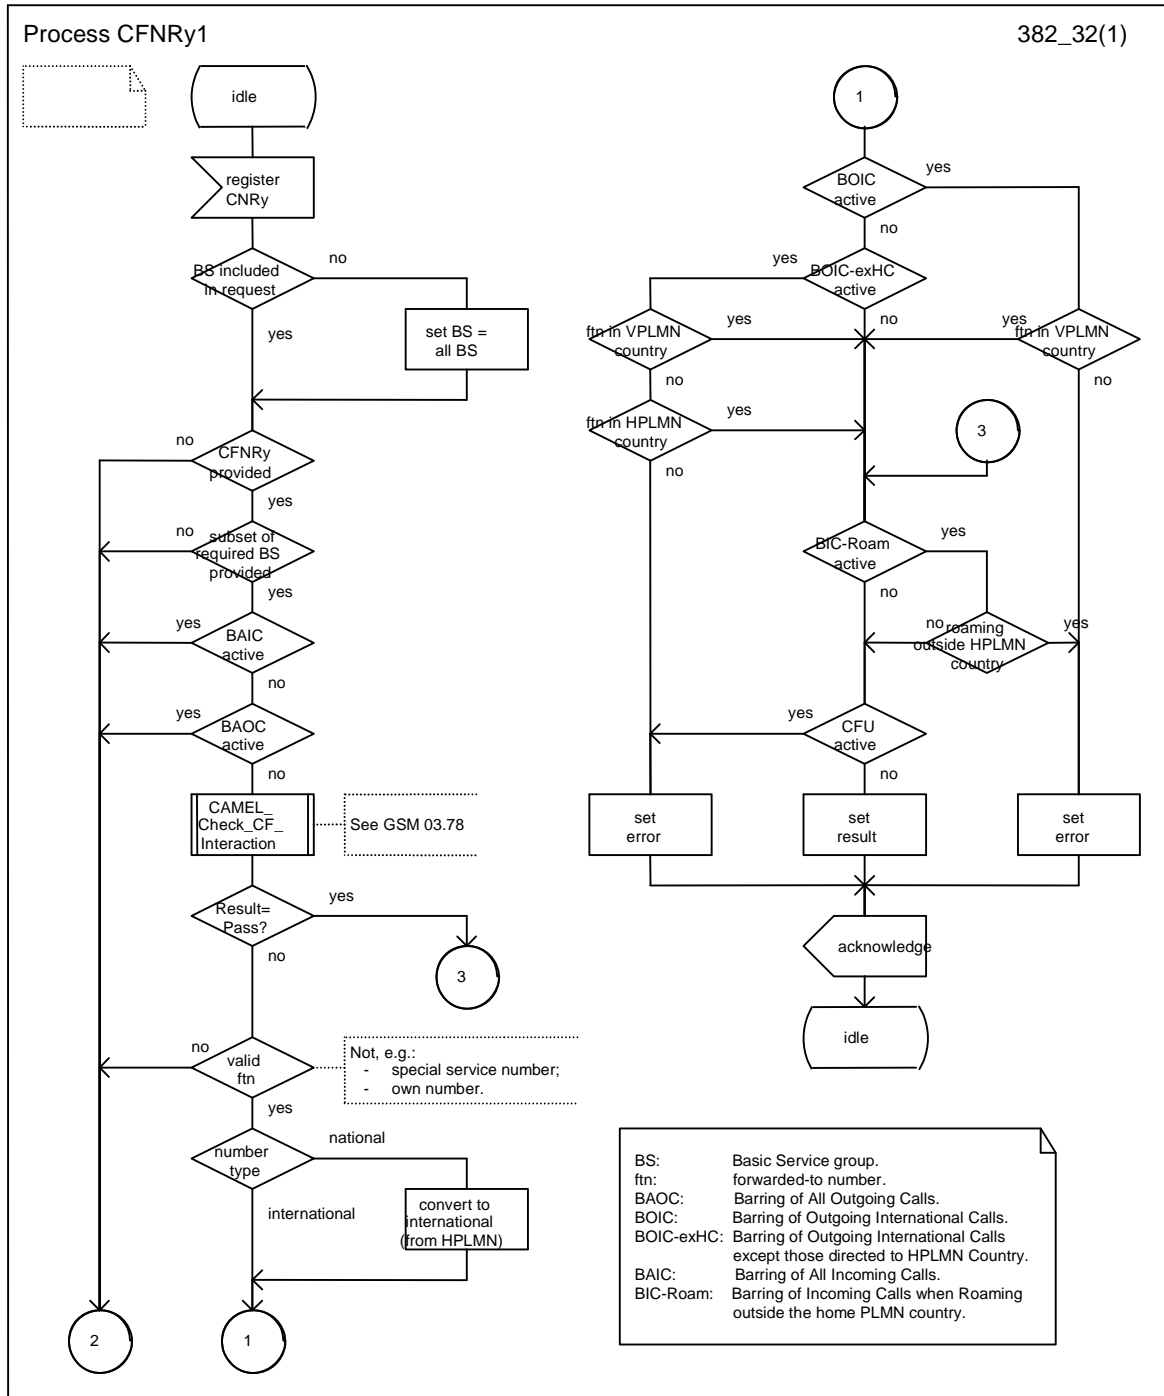 Process CFNRy1
382_32(1)
idle
register
CNRy
BS included
in request
no
yes
set BS =
all BS
no
CFNRy
provided
yes
no
subset of
required BS
provided
yes
yes
BAIC
active
no
yes
BAOC
active
no
CAMEL_
Check_CF_
Interaction
See GSM 03.78
Result=
Pass?
yes
no
3
no
valid
ftn
yes
Not, e.g.:
- special service number;
- own number.
number
type
national
international
convert to
international
(from HPLMN)
2
1
1
BOIC
active
yes
no
yes
BOIC-exHC
active
no
ftn in VPLMN
country
yes
no
yes
ftn in VPLMN
country
no
ftn in HPLMN
country
yes
no
3
BIC-Roam
active
yes
no
no
roaming
outside HPLMN
country
yes
yes
CFU
active
no
set
error
set
result
set
error
acknowledge
idle
BS: Basic Service group.
ftn: forwarded-to number.
BAOC: Barring of All Outgoing Calls.
BOIC: Barring of Outgoing International Calls.
BOIC-exHC: Barring of Outgoing International Calls
except those directed to HPLMN Country.
BAIC: Barring of All Incoming Calls.
BIC-Roam: Barring of Incoming Calls when Roaming
outside the home PLMN country.